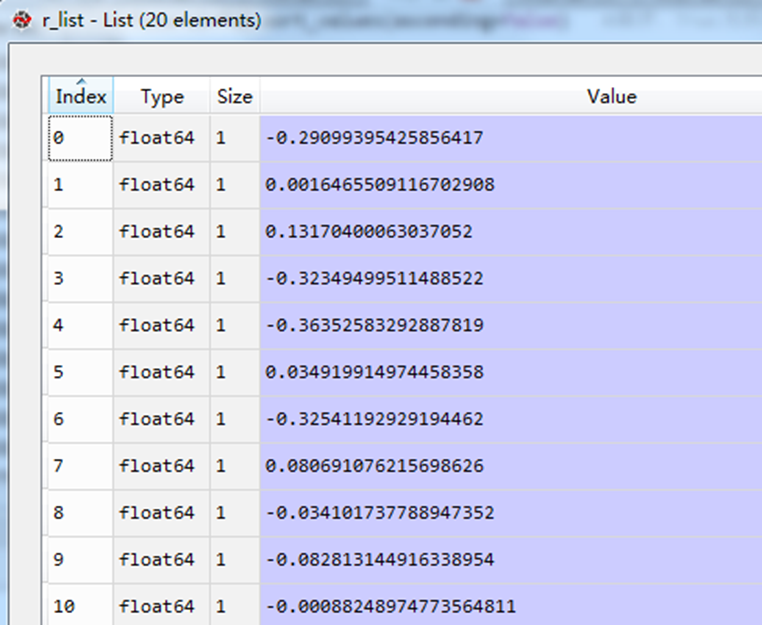 r_list - List (20 elements)
Index Type Size Value
0 float64 1 -0.29099395425856417
1 float64 1 0.0016465509116702908
2 float64 1 0.13170400063037052
3 float64 1 -0.32349499511488522
4 float64 1 -0.36352583292887819
5 float64 1 0.034919914974458358
6 float64 1 -0.32541192929194462
7 float64 1 0.080691076215698626
8 float64 1 -0.034101737788947352
9 float64 1 -0.082813144916338954
10 float64 1 -0.00088248974773564811